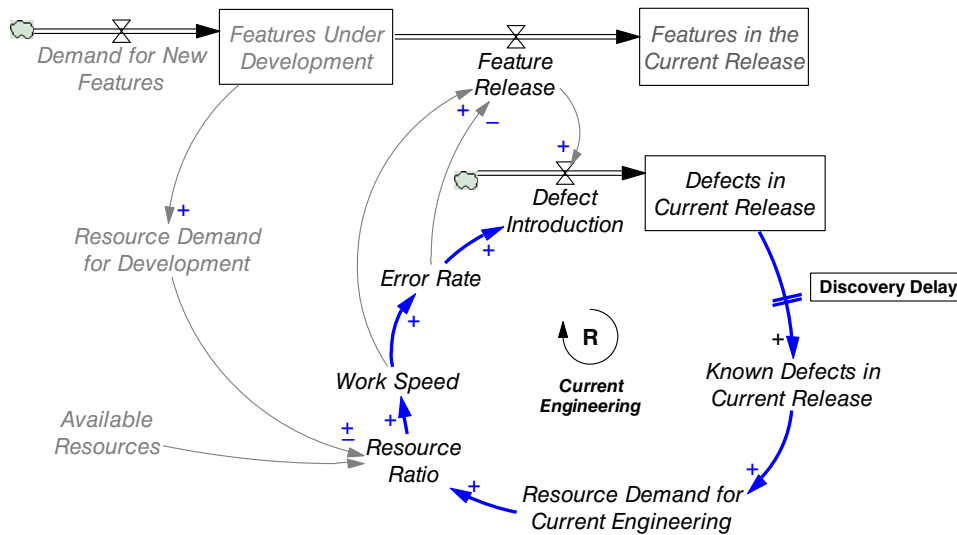 Demand for New
Features
Features Under
Development
Feature
Release
Features in the
Current Release
+
−
+
Defect
Introduction
Defects in
Current Release
+
Resource Demand
for Development
+
Error Rate
Discovery Delay
+
R
+
Work Speed
Current
Engineering
Known Defects in
Current Release
Available
Resources
+
−
+
Resource
Ratio
+
+
Resource Demand for
Current Engineering